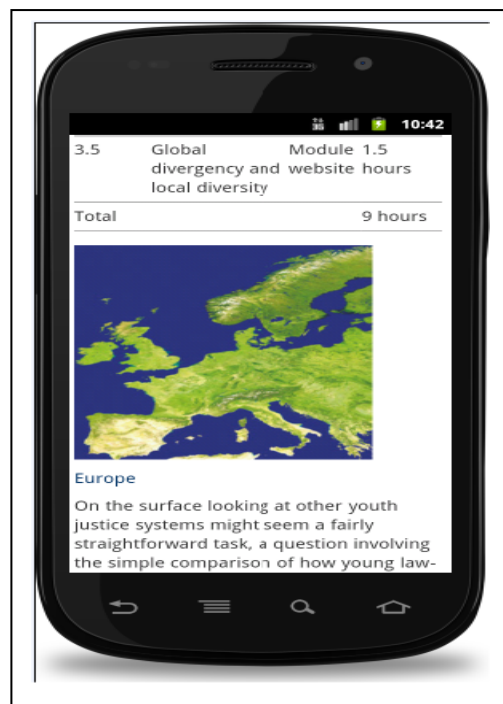 3G 10:42
3.5 Global Module 1.5
divergency and website hours
local diversity
Total 9 hours
Europe
On the surface looking at other youth
justice systems might seem a fairly
straightforward task, a question involving
the simple comparison of how young law-